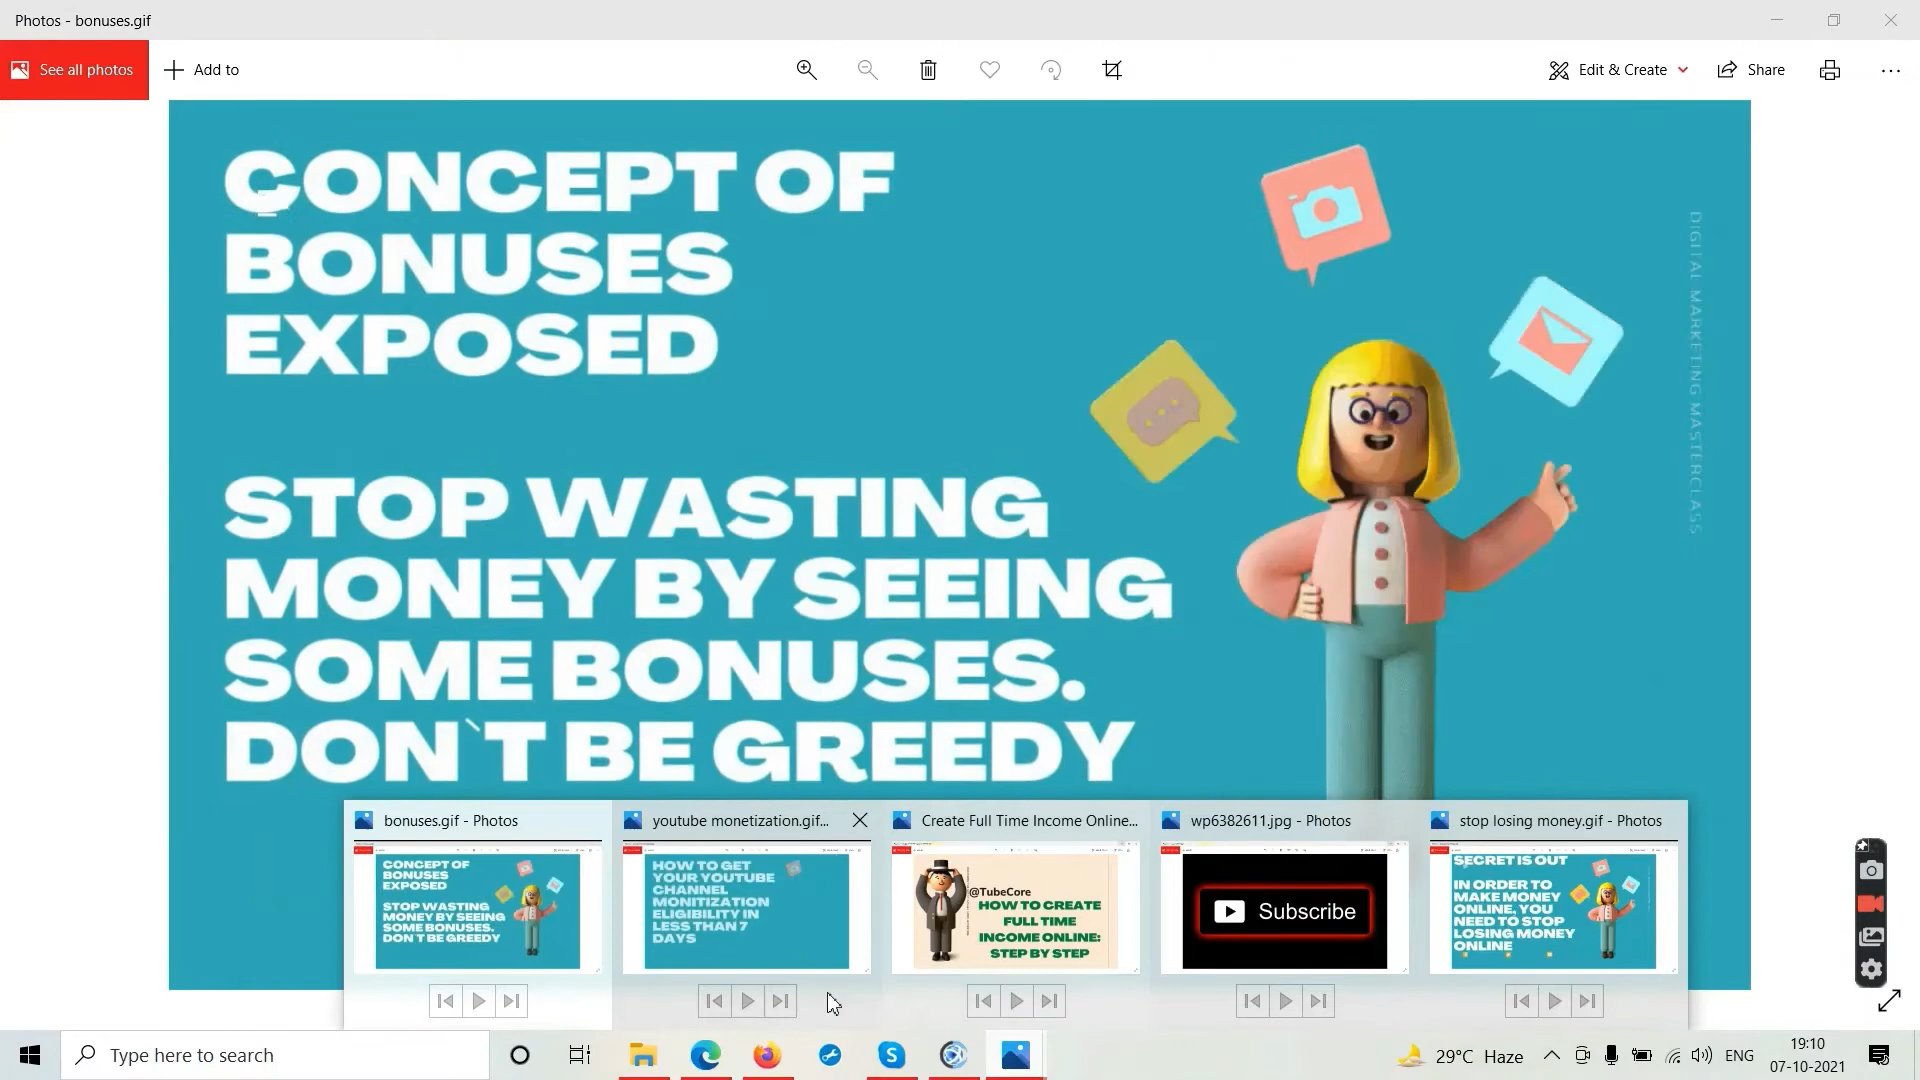 Photos - bonuses.gif
See all photos
Add to
Edit & Create
Share
CONCEPT OF
BONUSES
EXPOSED
STOP WASTING
MONEY BY SEEING
SOME BONUSES.
DON`T BE GREEDY
DIGITAL MARKETING MASTERCLASS
bonuses.gif - Photos
CONCEPT OF
BONUSES
EXPOSED
STOP WASTING
MONEY BY SEEING
SOME BONUSES.
DON`T BE GREEDY
youtube monetization.gif...
HOW TO GET
YOUR YOUTUBE
CHANNEL
MONITIZATION
ELIGIBILITY IN
LESS THAN 7
DAYS
Create Full Time Income Online...
@TubeCore
HOW TO CREATE
FULL TIME
INCOME ONLINE:
STEP BY STEP
wp6382611.jpg - Photos
Subscribe
stop losing money.gif - Photos
SECRET IS OUT
IN ORDER TO
MAKE MONEY
ONLINE, YOU
NEED TO STOP
LOSING MONEY
ONLINE
Type here to search
29°C Haze
ENG
19:10
07-10-2021